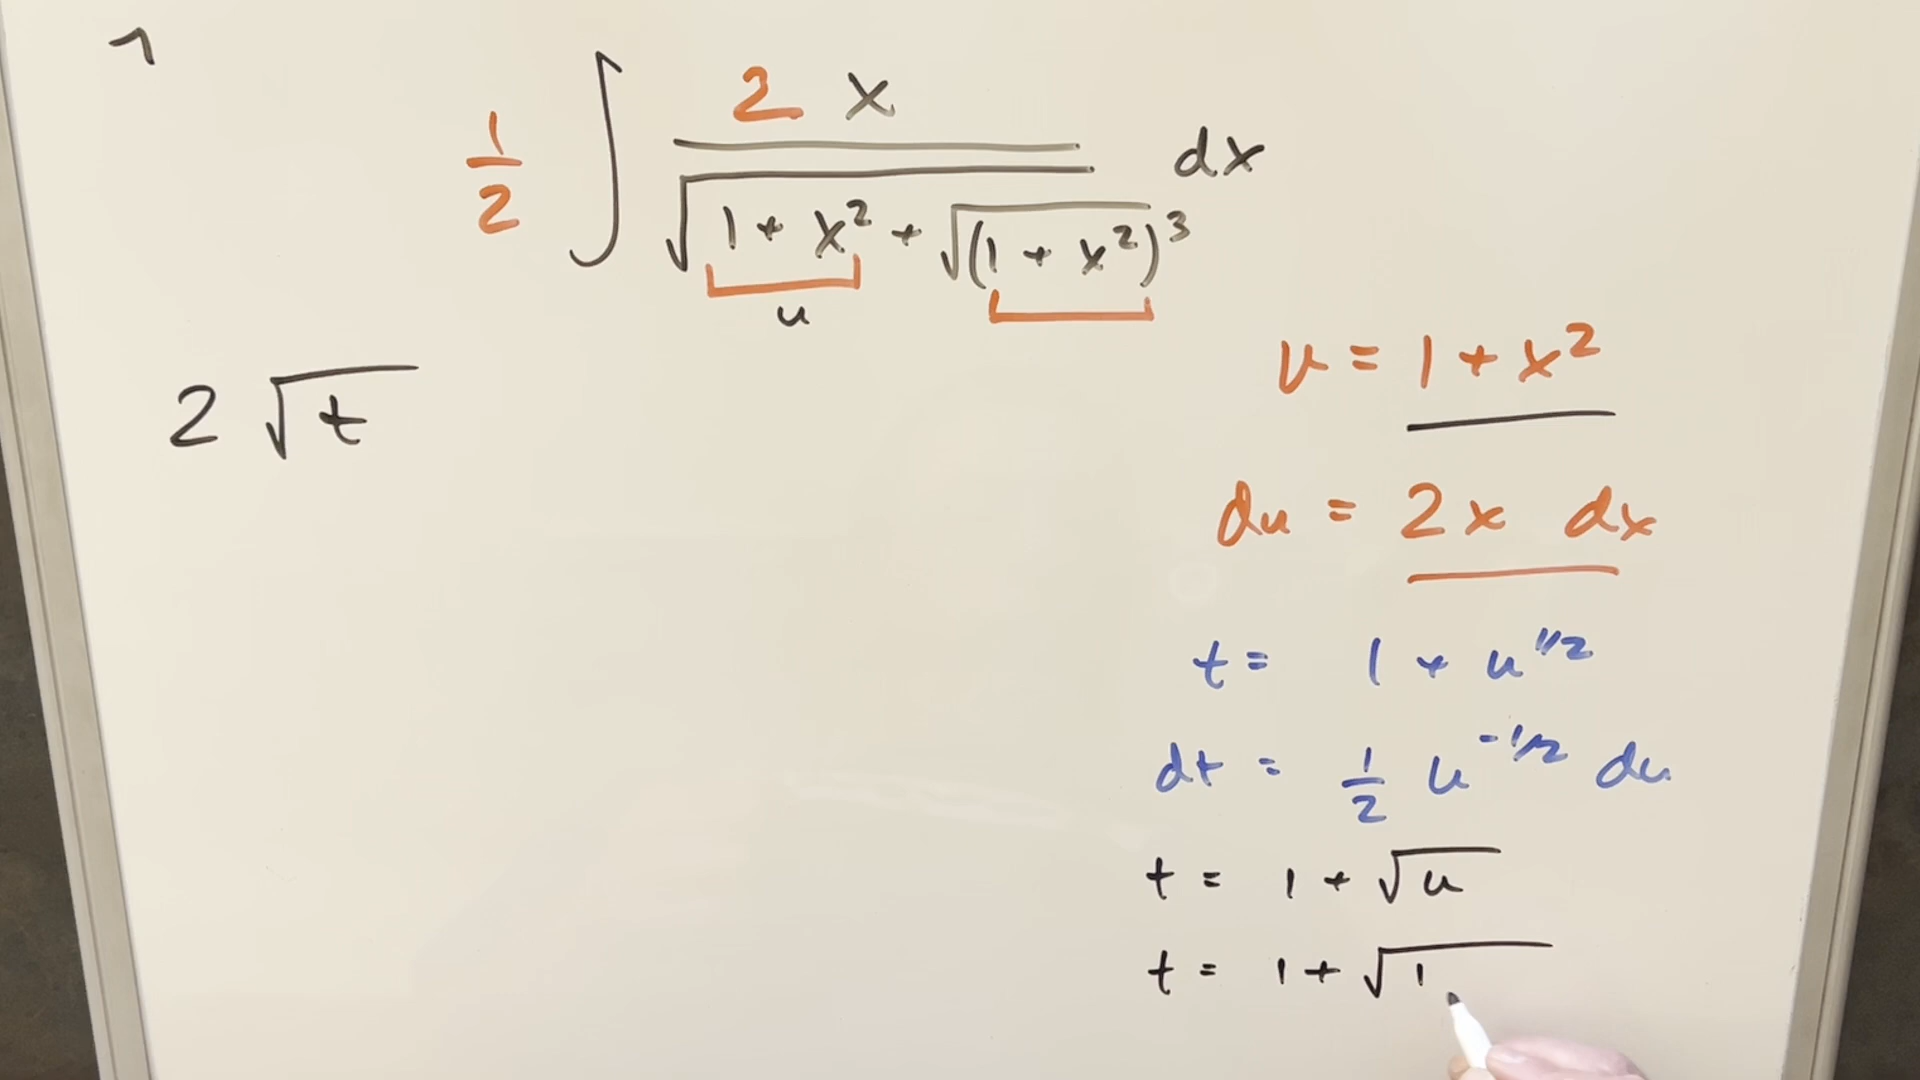 1/2 ∫ 2 x / √(1 + x² + √(1 + x²)³) dx
u
u = 1 + x²
2 √t
du = 2x dx
t = 1 + u^1/2
dt = 1/2 u^-1/2 du
t = 1 + √u
t = 1 + √1